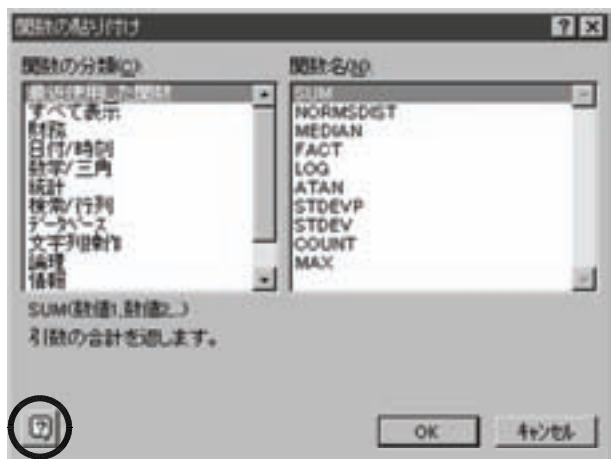 関数の貼り付け
関数の分類(C):
最近使用した関数
すべて表示
財務
日付/時刻
数学/三角
統計
検索/行列
データベース
文字列操作
論理
情報
関数名(N):
SUM
NORMSDIST
MEDIAN
FACT
LOG
ATAN
STDEVP
STDEV
COUNT
MAX
SUM(数値1,数値2,...)
引数の合計を返します。
OK
キャンセル